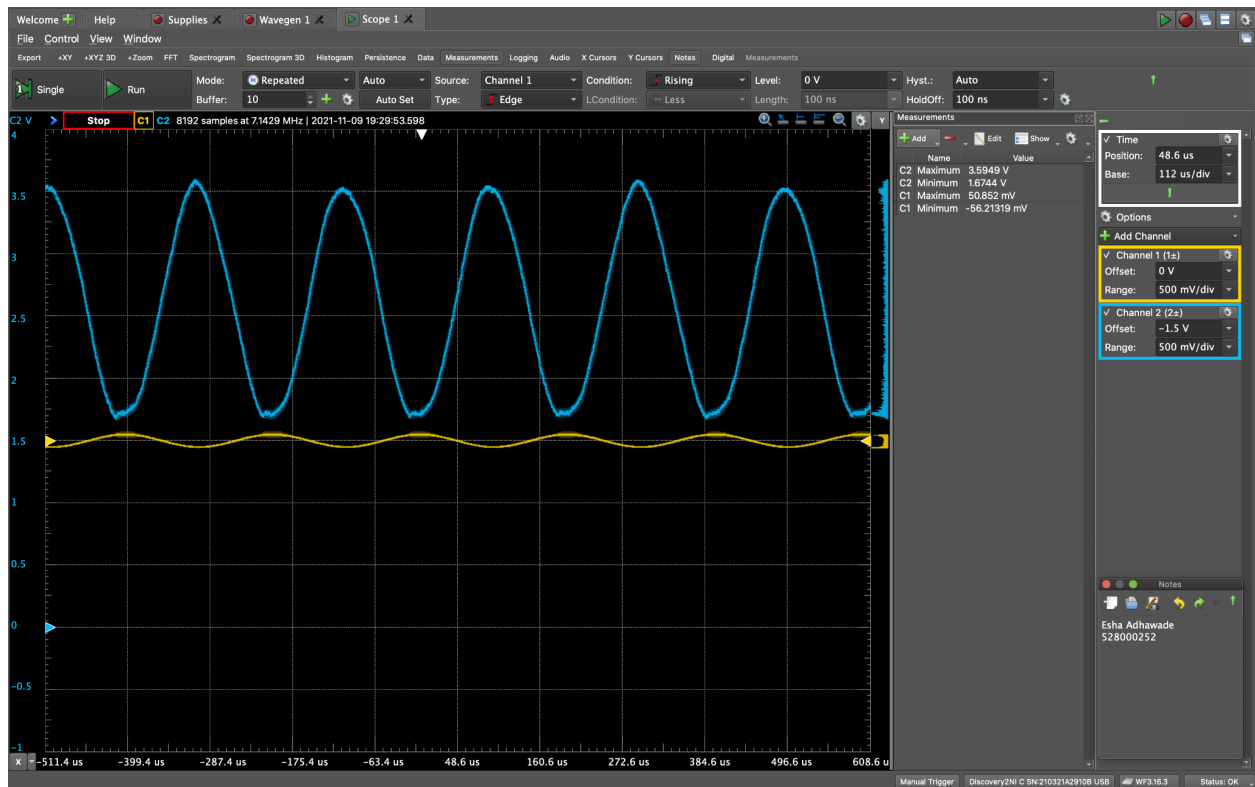 Welcome Help Supplies Wavegen 1 Scope 1
File Control View Window
Export +XY +XYZ 3D +Zoom FFT Spectrogram Spectrogram 3D Histogram Persistence Data Measurements Logging Audio X Cursors Y Cursors Notes Digital Measurements
1 Single Run Mode: Repeated Auto Source: Channel 1 Condition: Rising Level: 0 V Hyst.: Auto
Buffer: 10 Auto Set Type: Edge LCondition: Less Length: 100 ns HoldOff: 100 ns
C2 V Stop C1 C2 8192 samples at 7.1429 MHz | 2021-11-09 19:29:53.598 Y
4
3.5
3
2.5
2
1.5
1
0.5
0
-0.5
-1
X -511.4 us -399.4 us -287.4 us -175.4 us -63.4 us 48.6 us 160.6 us 272.6 us 384.6 us 496.6 us 608.6 u
Measurements
Add Edit Show
Name Value
C2 Maximum 3.5949 V
C2 Minimum 1.6744 V
C1 Maximum 50.852 mV
C1 Minimum -56.21319 mV
Time
Position: 48.6 us
Base: 112 us/div
Options
Add Channel
Channel 1 (1±)
Offset: 0 V
Range: 500 mV/div
Channel 2 (2±)
Offset: -1.5 V
Range: 500 mV/div
Notes
Esha Adhawade
528000252
Manual Trigger Discovery2NI C SN:210321A2910B USB WF3.16.3 Status: OK